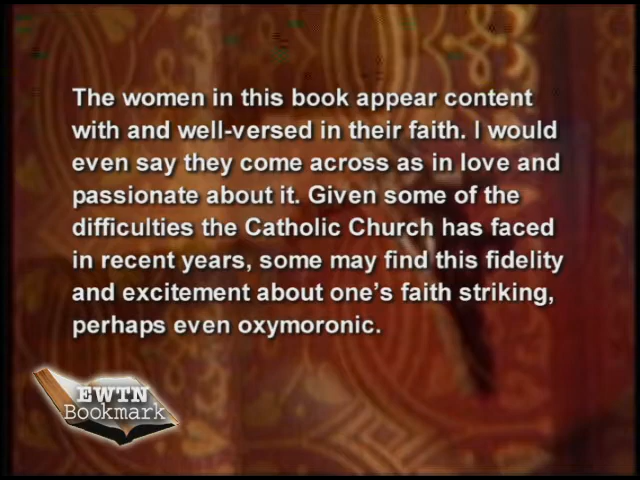 The women in this book appear content
with and well-versed in their faith. I would
even say they come across as in love and
passionate about it. Given some of the
difficulties the Catholic Church has faced
in recent years, some may find this fidelity
and excitement about one's faith striking,
perhaps even oxymoronic.
EWTN
Bookmark